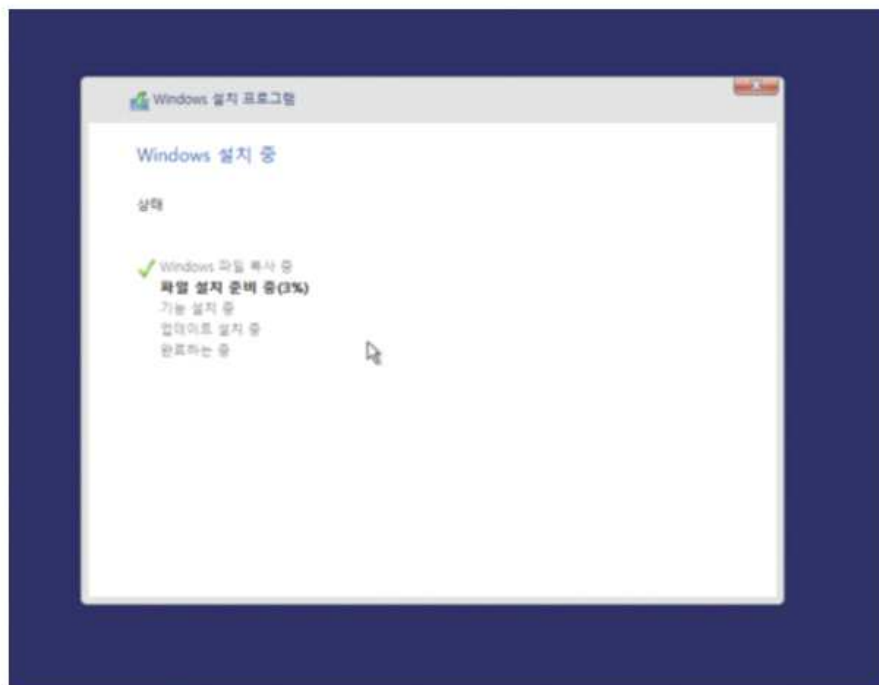 Windows 설치 프로그램
Windows 설치 중
상태
Windows 파일 복사 중
파일 설치 준비 중(3%)
기능 설치 중
업데이트 설치 중
완료하는 중